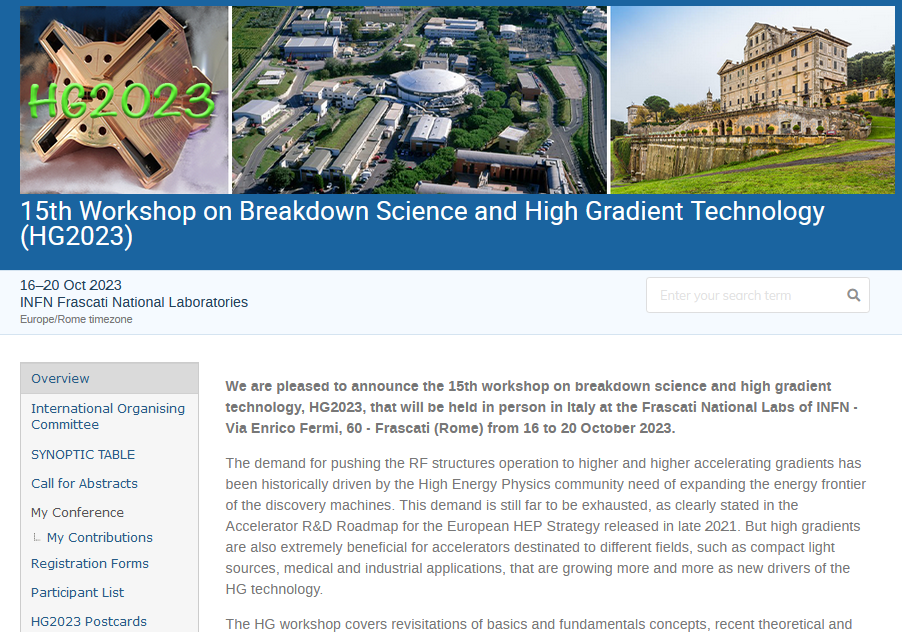 HG2023
15th Workshop on Breakdown Science and High Gradient Technology
(HG2023)
16–20 Oct 2023
INFN Frascati National Laboratories
Europe/Rome timezone
Enter your search term
Overview
International Organising
Committee
SYNOPTIC TABLE
Call for Abstracts
My Conference
My Contributions
Registration Forms
Participant List
HG2023 Postcards
We are pleased to announce the 15th workshop on breakdown science and high gradient
technology, HG2023, that will be held in person in Italy at the Frascati National Labs of INFN -
Via Enrico Fermi, 60 - Frascati (Rome) from 16 to 20 October 2023.
The demand for pushing the RF structures operation to higher and higher accelerating gradients has
been historically driven by the High Energy Physics community need of expanding the energy frontier
of the discovery machines. This demand is still far to be exhausted, as clearly stated in the
Accelerator R&D Roadmap for the European HEP Strategy released in late 2021. But high gradients
are also extremely beneficial for accelerators destinated to different fields, such as compact light
sources, medical and industrial applications, that are growing more and more as new drivers of the
HG technology.
The HG workshop covers revisitations of basics and fundamentals concepts, recent theoretical and